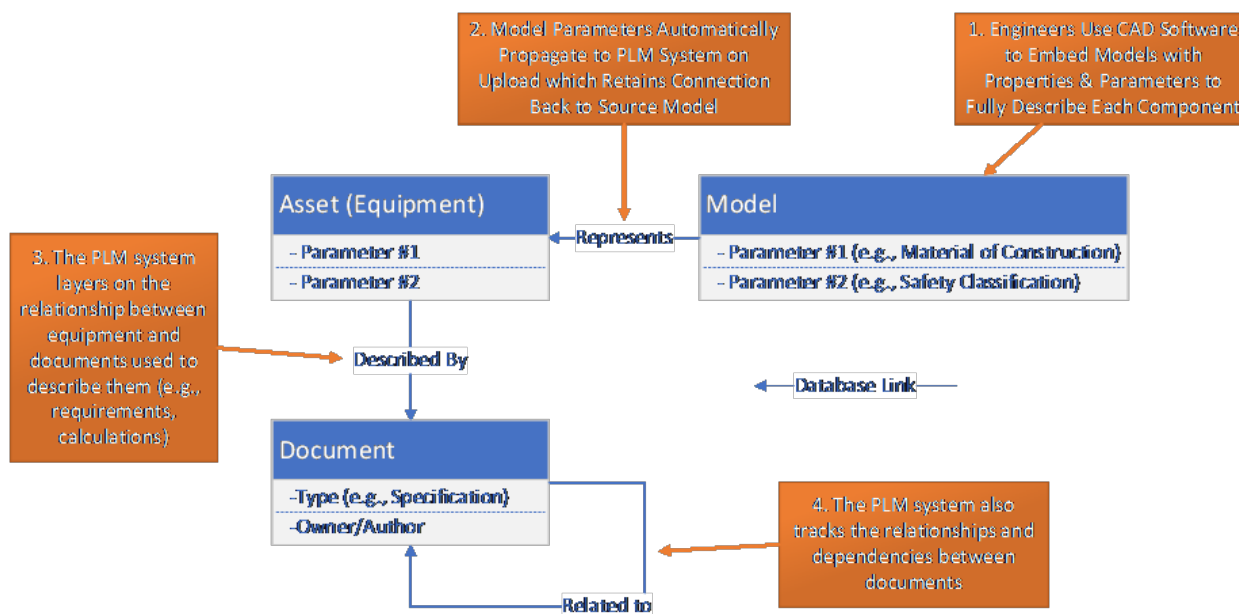 2. Model Parameters Automatically
Propagate to PLM System on
Upload which Retains Connection
Back to Source Model
1. Engineers Use CAD Software
to Embed Models with
Properties & Parameters to
Fully Describe Each Component
Asset (Equipment)
- Parameter #1
- Parameter #2
Represents
Model
- Parameter #1 (e.g., Material of Construction)
- Parameter #2 (e.g., Safety Classification)
3. The PLM system
layers on the
relationship between
equipment and
documents used to
describe them (e.g.,
requirements,
calculations)
Described By
Database Link
Document
-Type (e.g., Specification)
-Owner/Author
4. The PLM system also
tracks the relationships and
dependencies between
documents
Related to